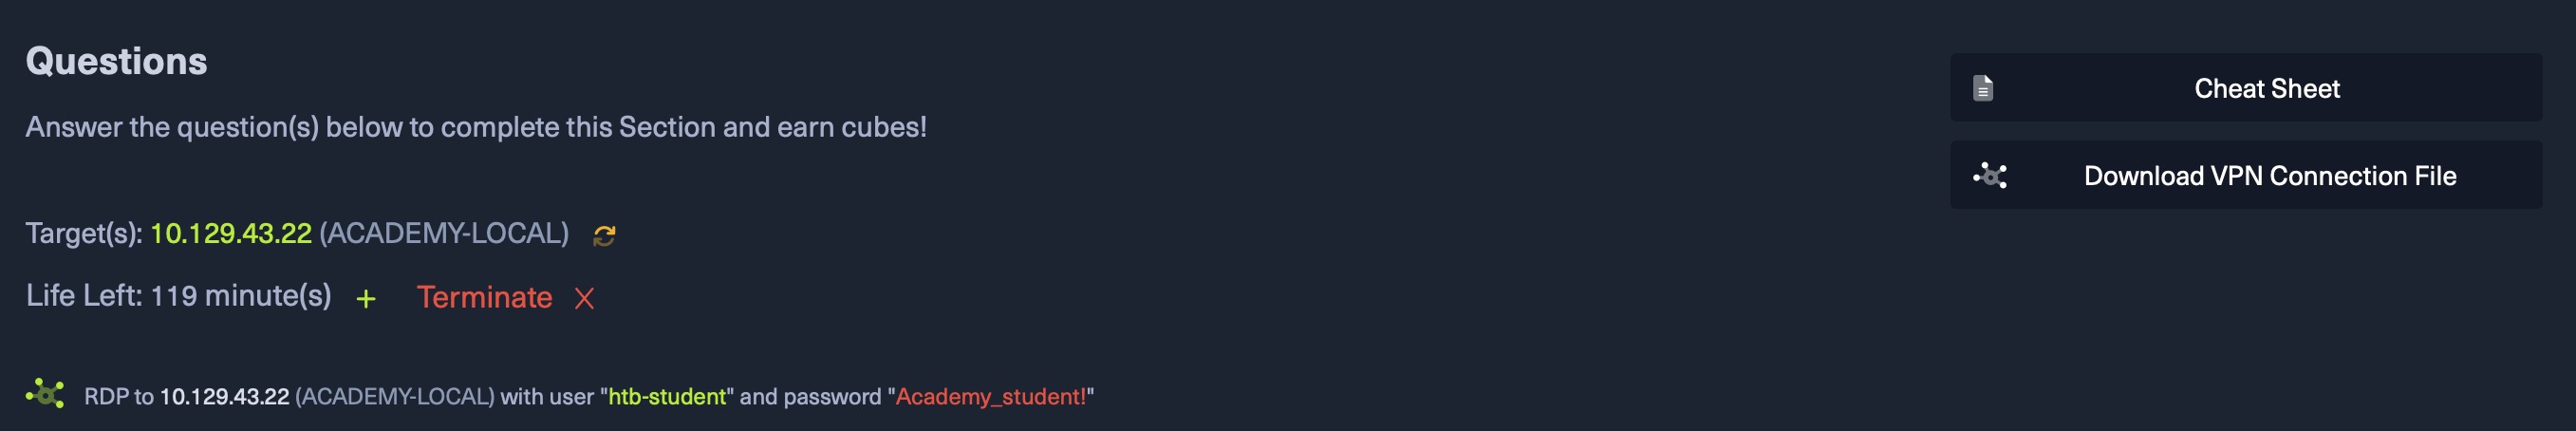 Questions
Answer the question(s) below to complete this Section and earn cubes!
Cheat Sheet
Download VPN Connection File
Target(s): 10.129.43.22 (ACADEMY-LOCAL)
Life Left: 119 minute(s) + Terminate X
RDP to 10.129.43.22 (ACADEMY-LOCAL) with user "htb-student" and password "Academy_student!"